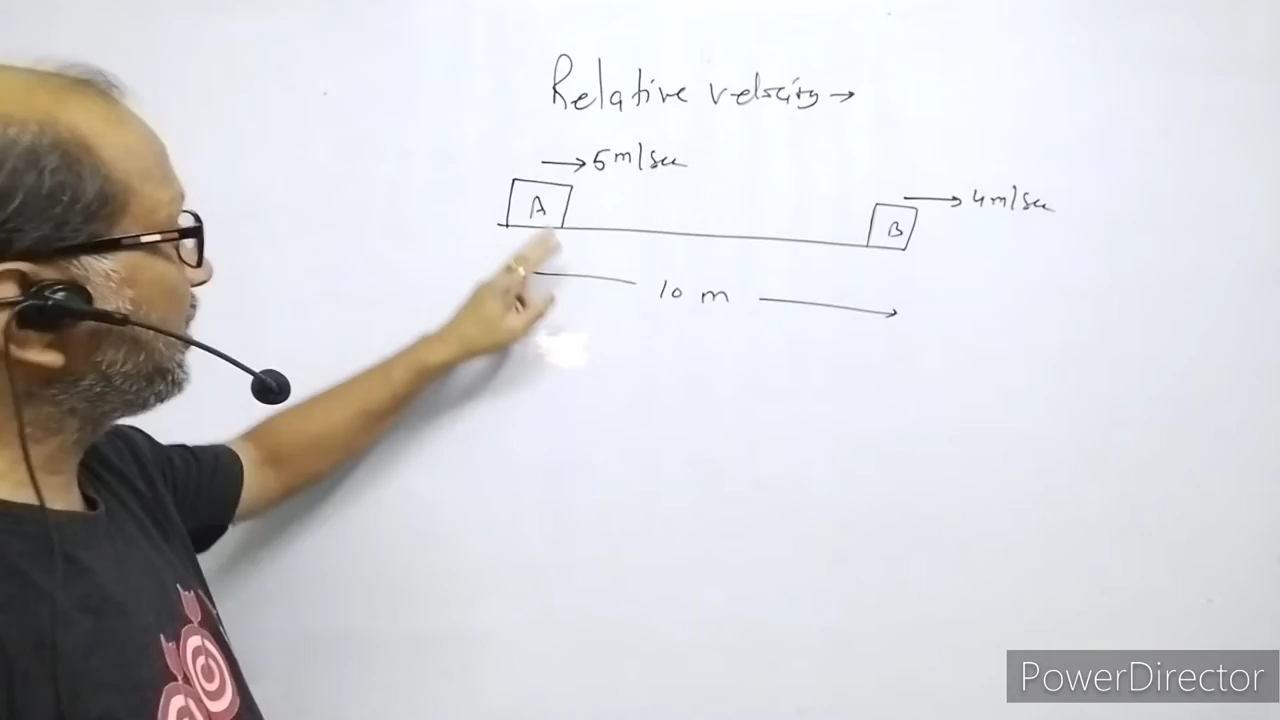 Relative velocity →
→ 5 m/sec
A
→ 4 m/sec
B
10 m
PowerDirector